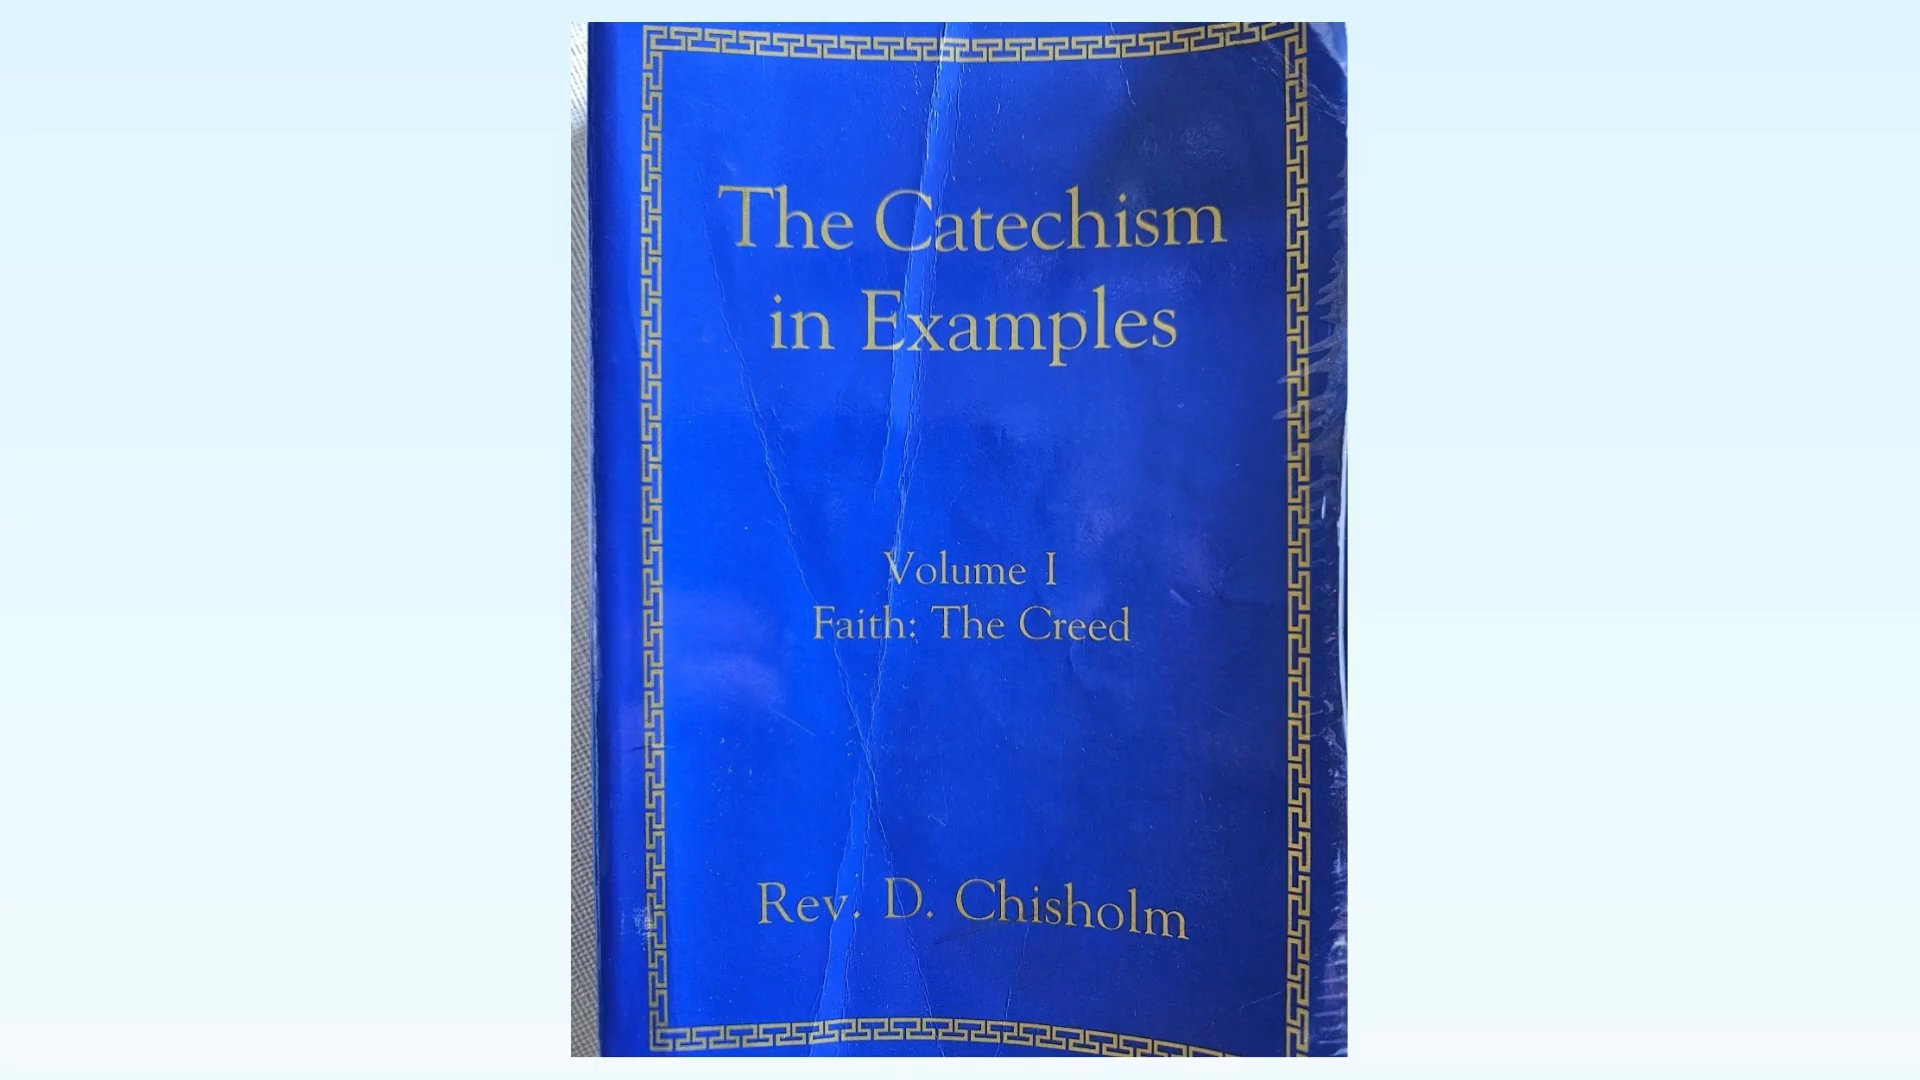 The Catechism
in Examples
Volume I
Faith: The Creed
Rev. D. Chisholm